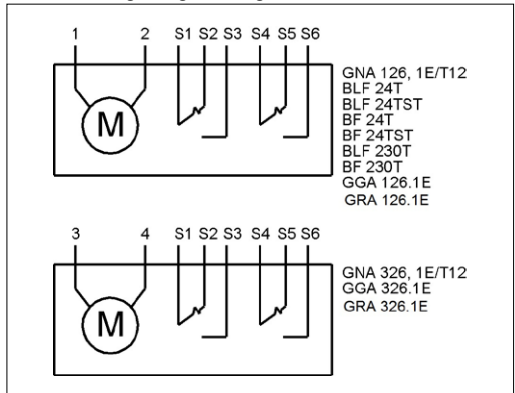 1 2 S1 S2 S3 S4 S5 S6
GNA 126, 1E/T12
BLF 24T
BLF 24TST
BF 24T
BF 24TST
BLF 230T
BF 230T
GGA 126.1E
GRA 126.1E
M
3 4 S1 S2 S3 S4 S5 S6
GNA 326, 1E/T12
GGA 326.1E
GRA 326.1E
M